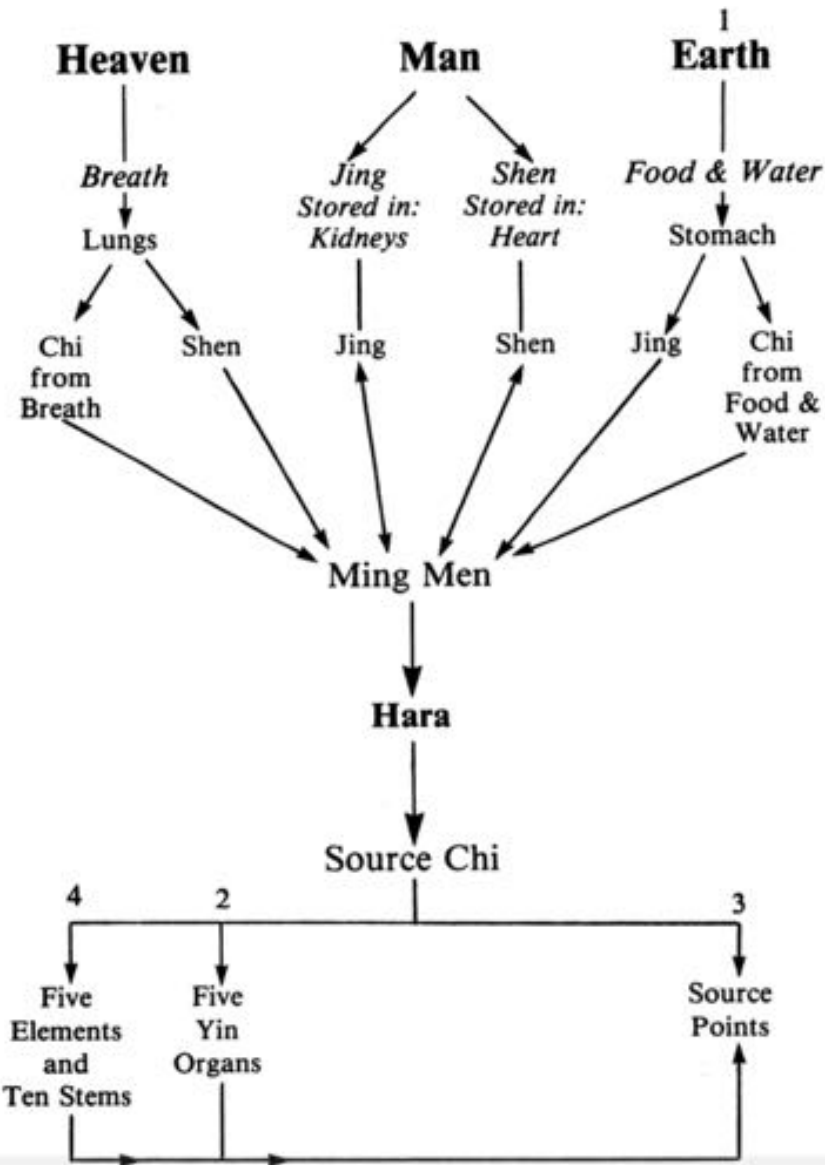 1
Heaven
Man
Earth
Breath
Jing
Stored in:
Kidneys
Shen
Stored in:
Heart
Food & Water
Lungs
Stomach
Chi
from
Breath
Shen
Jing
Shen
Jing
Chi
from
Food &
Water
Ming Men
Hara
Source Chi
4
2
3
Five
Elements
and
Ten Stems
Five
Yin
Organs
Source
Points